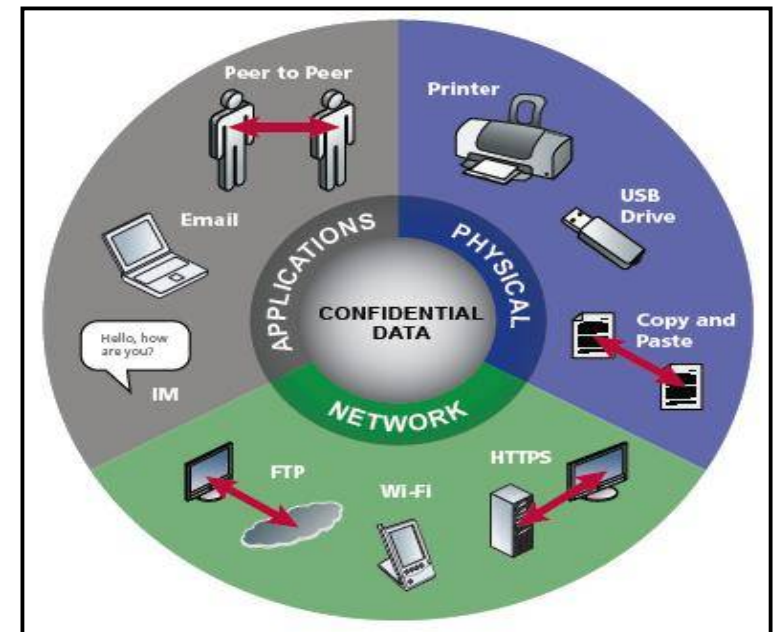 Peer to Peer
Printer
USB
Drive
Email
APPLICATIONS
PHYSICAL
CONFIDENTIAL
DATA
Copy and
Paste
Hello, how
are you?
IM
NETWORK
FTP
Wi-Fi
HTTPS